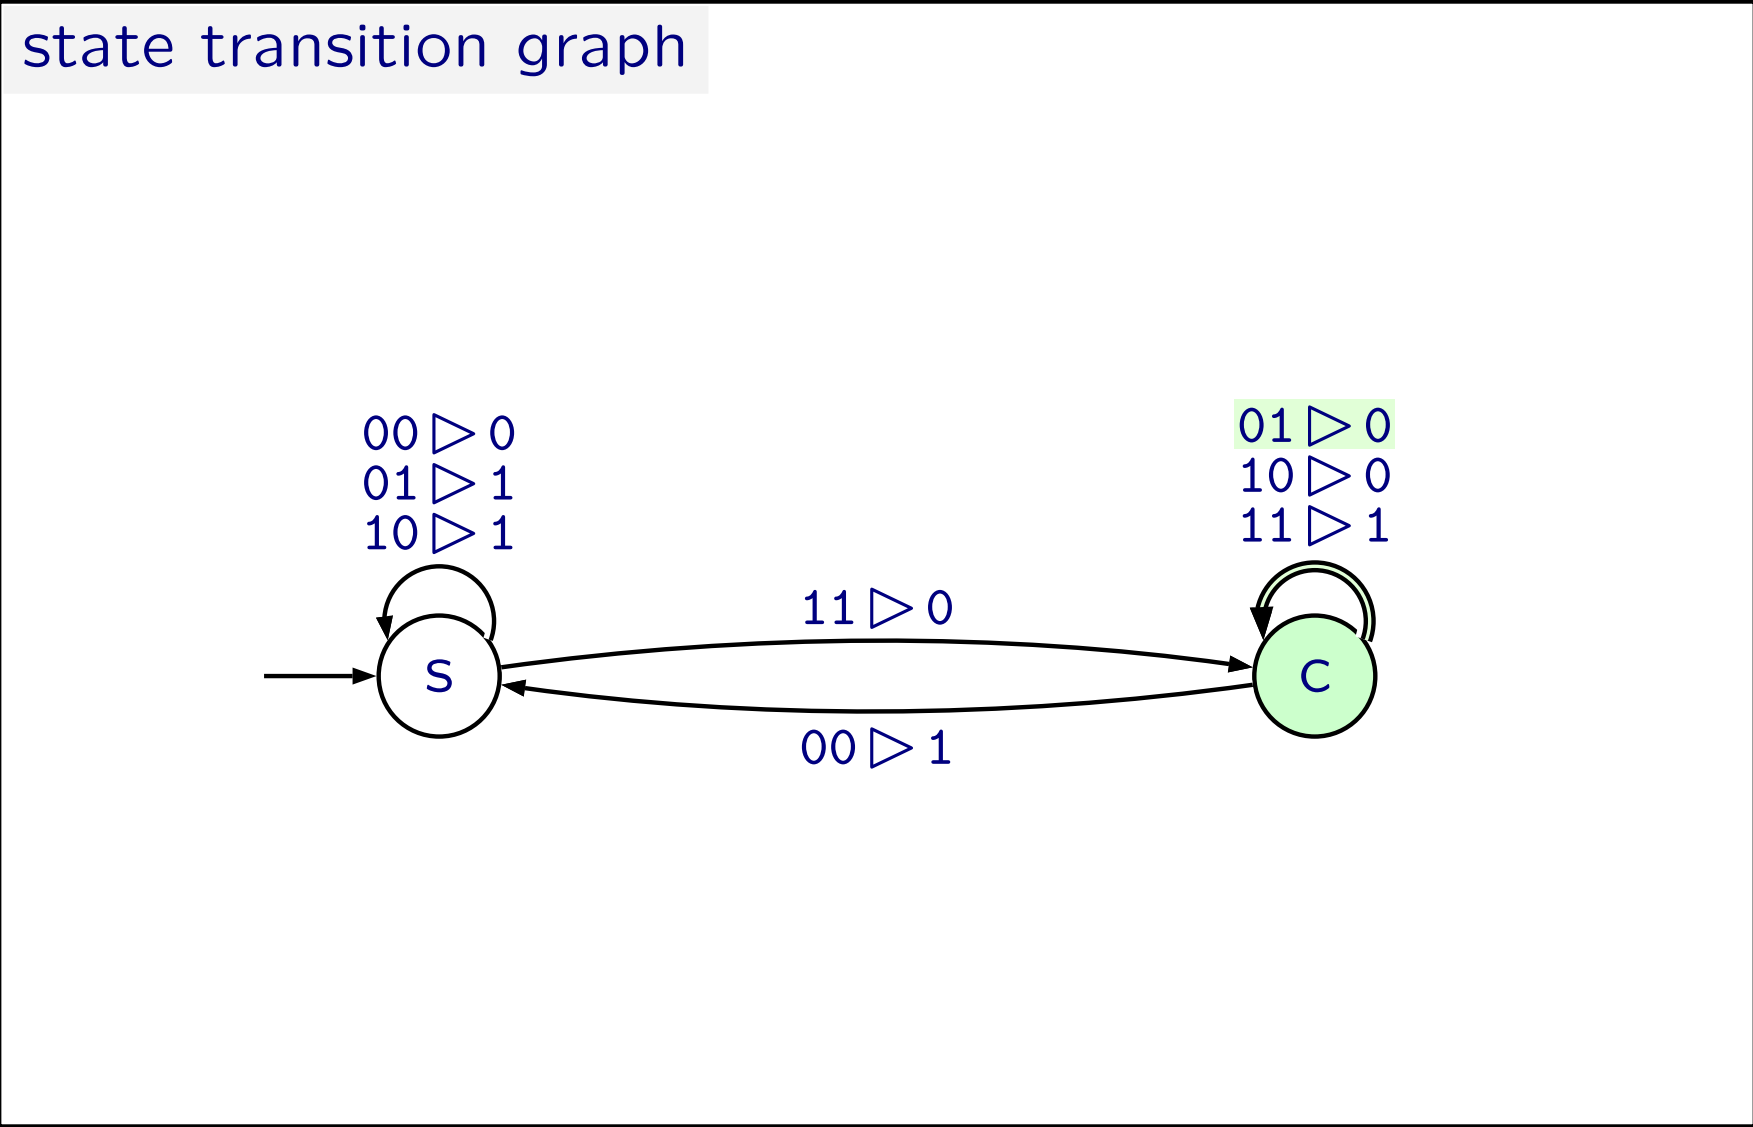 state transition graph
00 ▷ 0
01 ▷ 1
10 ▷ 1
01 ▷ 0
10 ▷ 0
11 ▷ 1
11 ▷ 0
S
C
00 ▷ 1